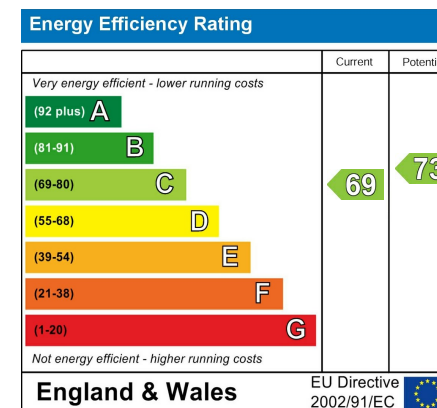 Energy Efficiency Rating
Current
Very energy efficient - lower running costs
(92 plus) A
(81-91) B
(69-80) C
69
73
(55-68) D
(39-54) E
(21-38) F
(1-20) G
Not energy efficient - higher running costs
England & Wales
EU Directive
2002/91/EC